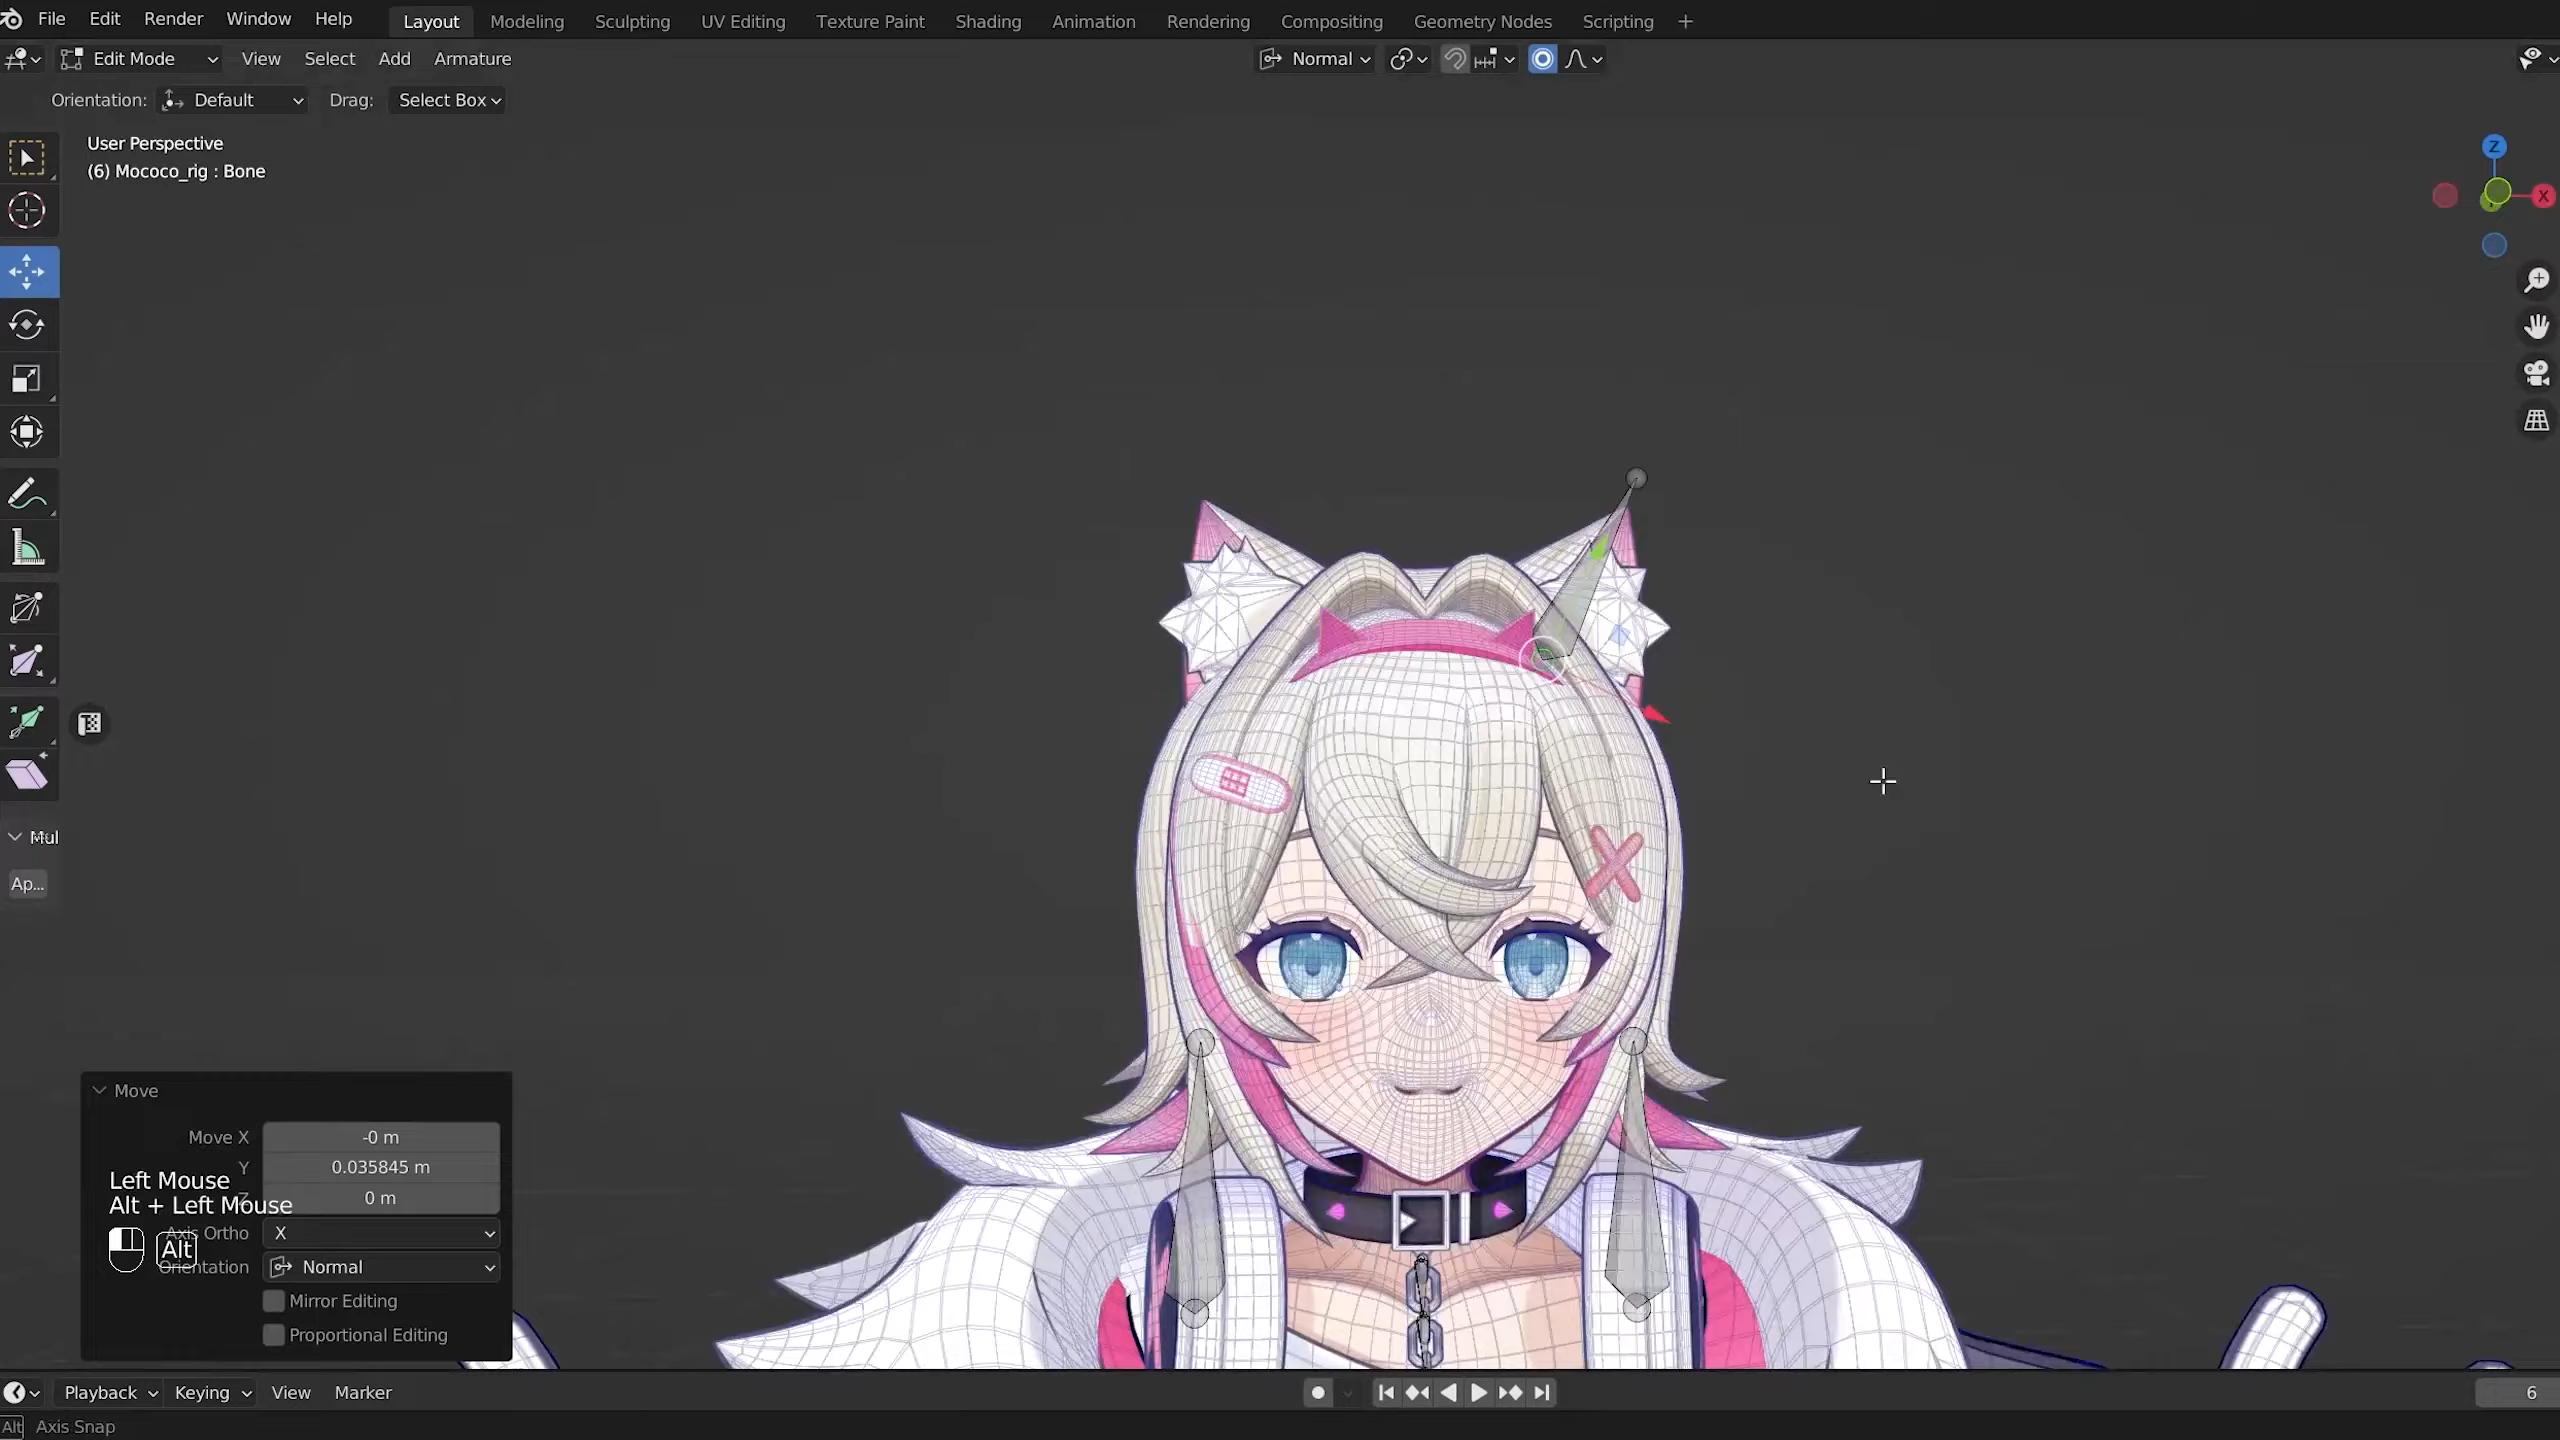 File Edit Render Window Help Layout Modeling Sculpting UV Editing Texture Paint Shading Animation Rendering Compositing Geometry Nodes Scripting +
Edit Mode View Select Add Armature Normal
Orientation: Default Drag: Select Box
User Perspective
(6) Mococo_rig : Bone
Z
X
Mul
Ap...
Move
Move X -0 m
Y 0.035845 m
Left Mouse
Z 0 m
Alt + Left Mouse
Axis Ortho X
Alt
Orientation Normal
Mirror Editing
Proportional Editing
Playback Keying View Marker 6
Alt Axis Snap